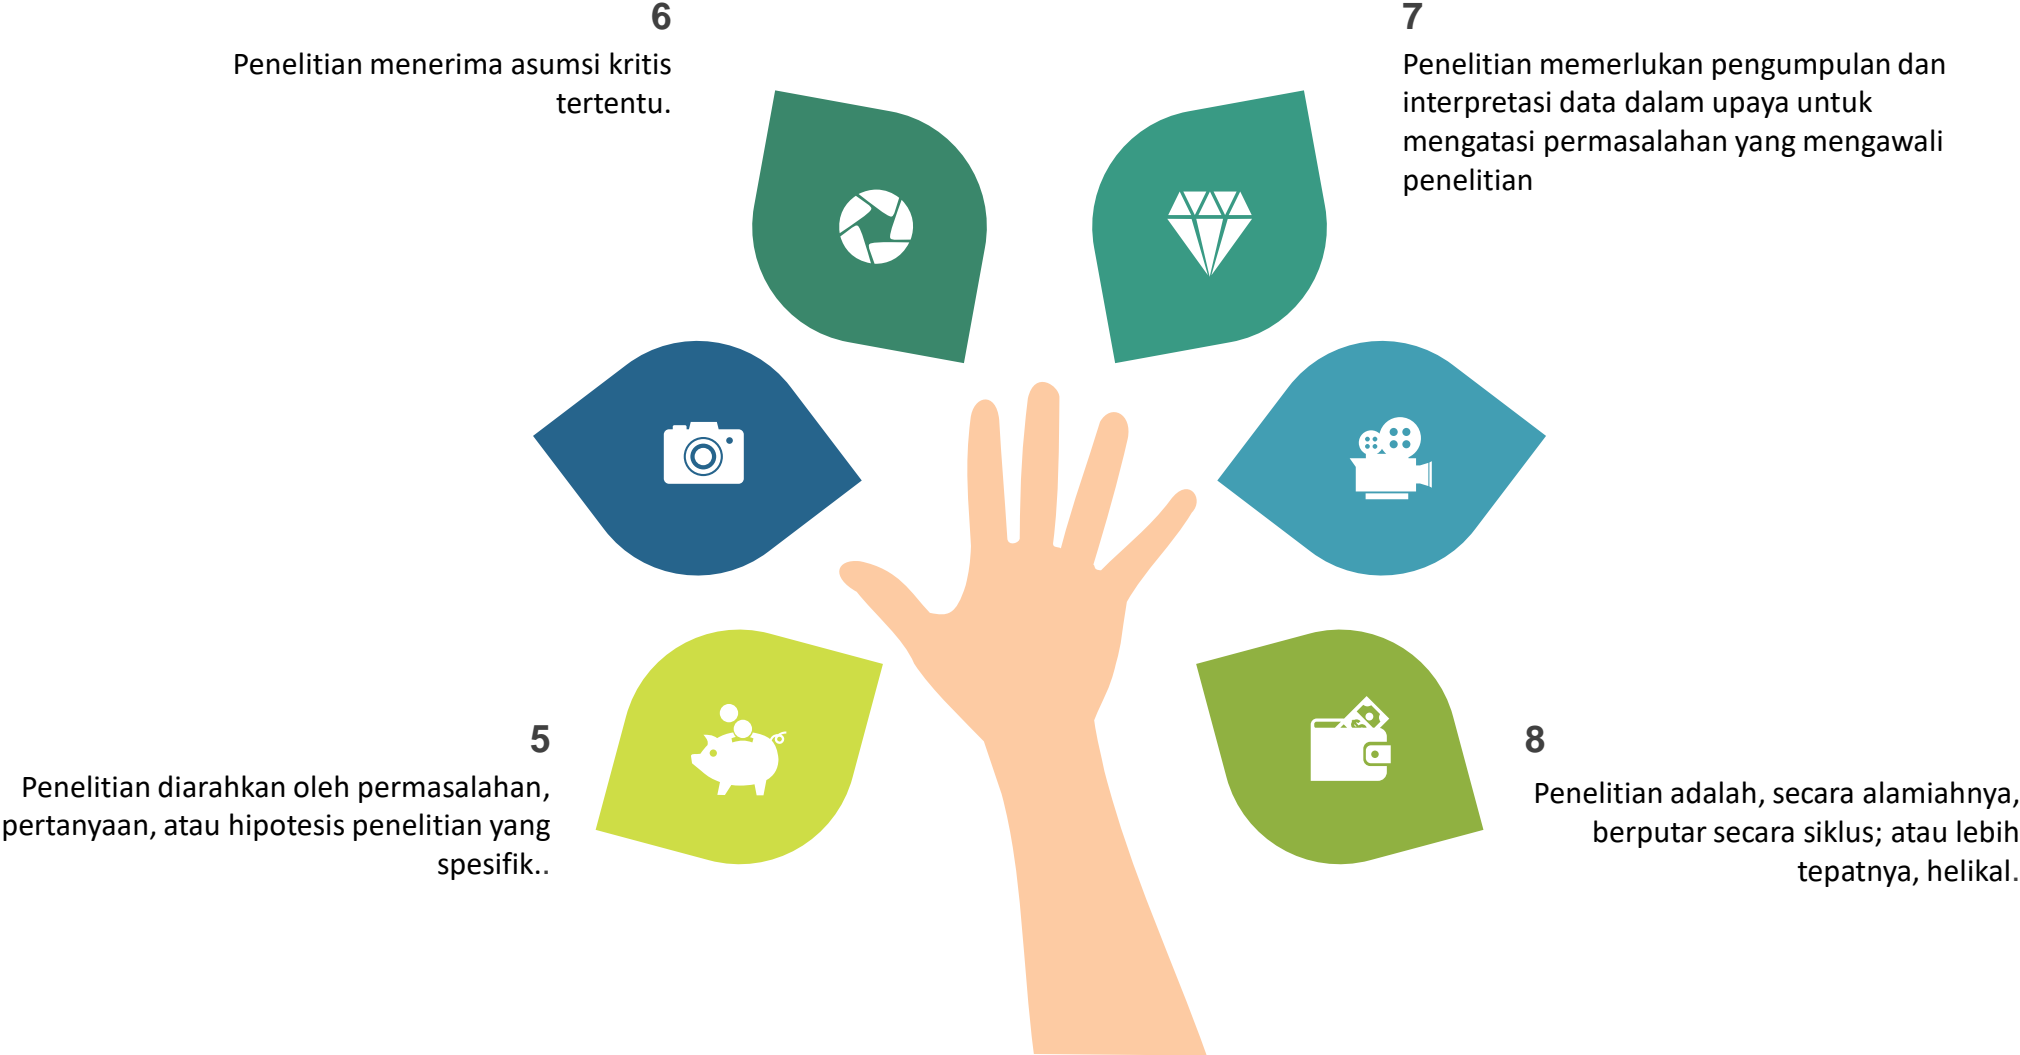 6
Penelitian menerima asumsi kritis
tertentu.
7
Penelitian memerlukan pengumpulan dan
interpretasi data dalam upaya untuk
mengatasi permasalahan yang mengawali
penelitian
5
Penelitian diarahkan oleh permasalahan,
pertanyaan, atau hipotesis penelitian yang
spesifik..
8
Penelitian adalah, secara alamiahnya,
berputar secara siklus; atau lebih
tepatnya, helikal.